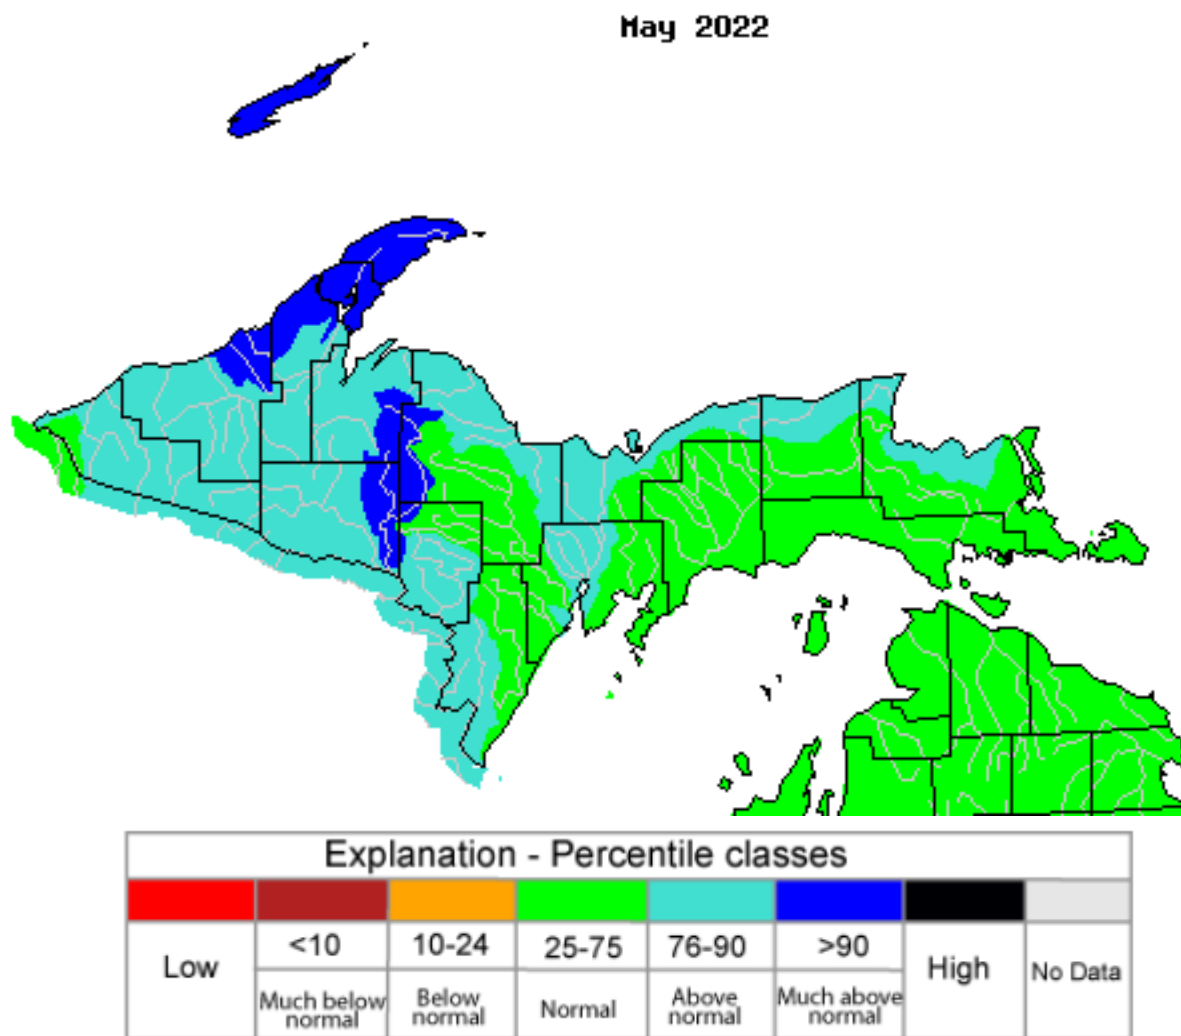 May 2022
Explanation - Percentile classes
Low
<10
10-24
25-75
76-90
>90
High
No Data
Much below
normal
Below
normal
Normal
Above
normal
Much above
normal